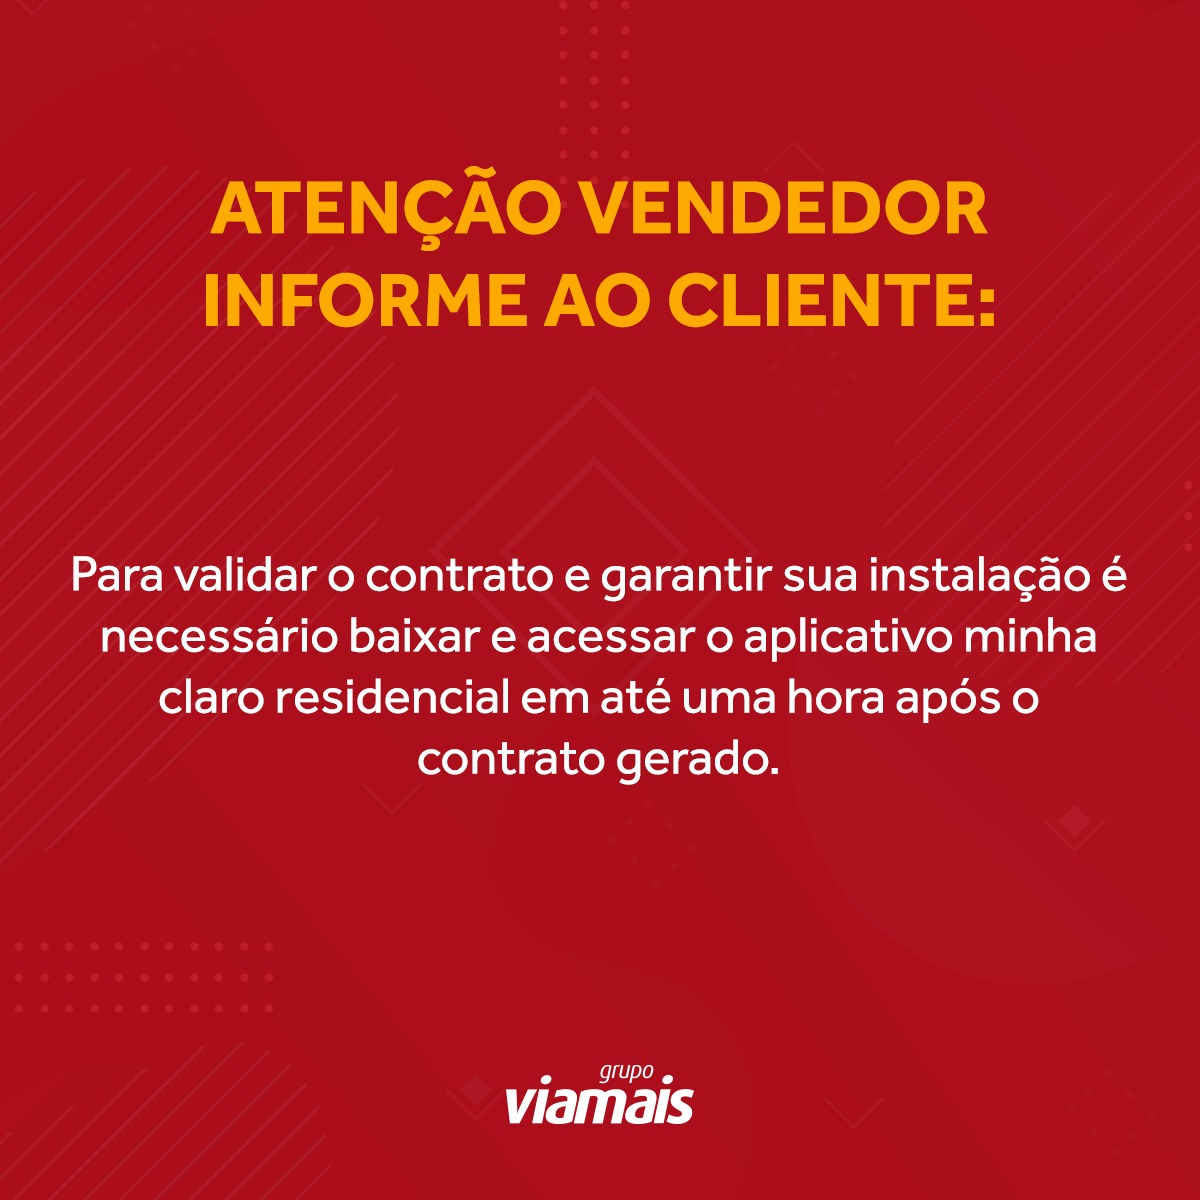 ATENÇÃO VENDEDOR
INFORME AO CLIENTE:
Para validar o contrato e garantir sua instalação é
necessário baixar e acessar o aplicativo minha
claro residencial em até uma hora após o
contrato gerado.
grupo
viamais